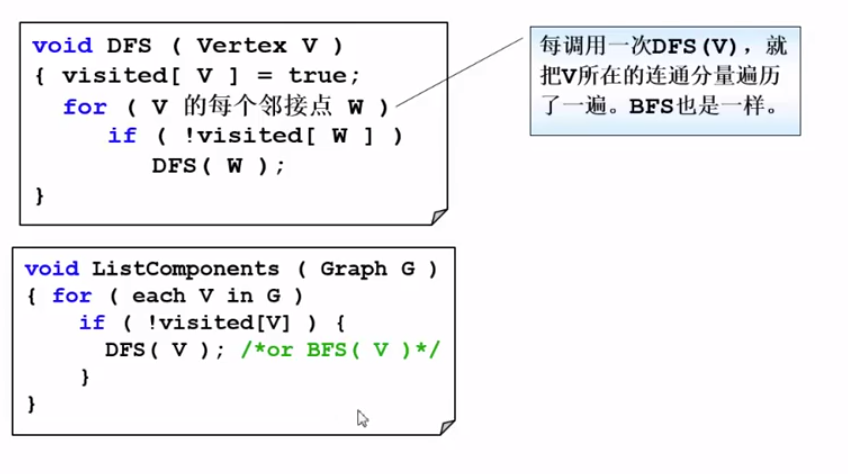 void DFS ( Vertex V )
{ visited[ V ] = true;
for ( V 的每个邻接点 W )
if ( !visited[ W ] )
DFS( W );
}
每调用一次DFS(V)，就
把V所在的连通分量遍历
了一遍。BFS也是一样。
void ListComponents ( Graph G )
{ for ( each V in G )
if ( !visited[V] ) {
DFS( V ); /*or BFS( V )*/
}
}